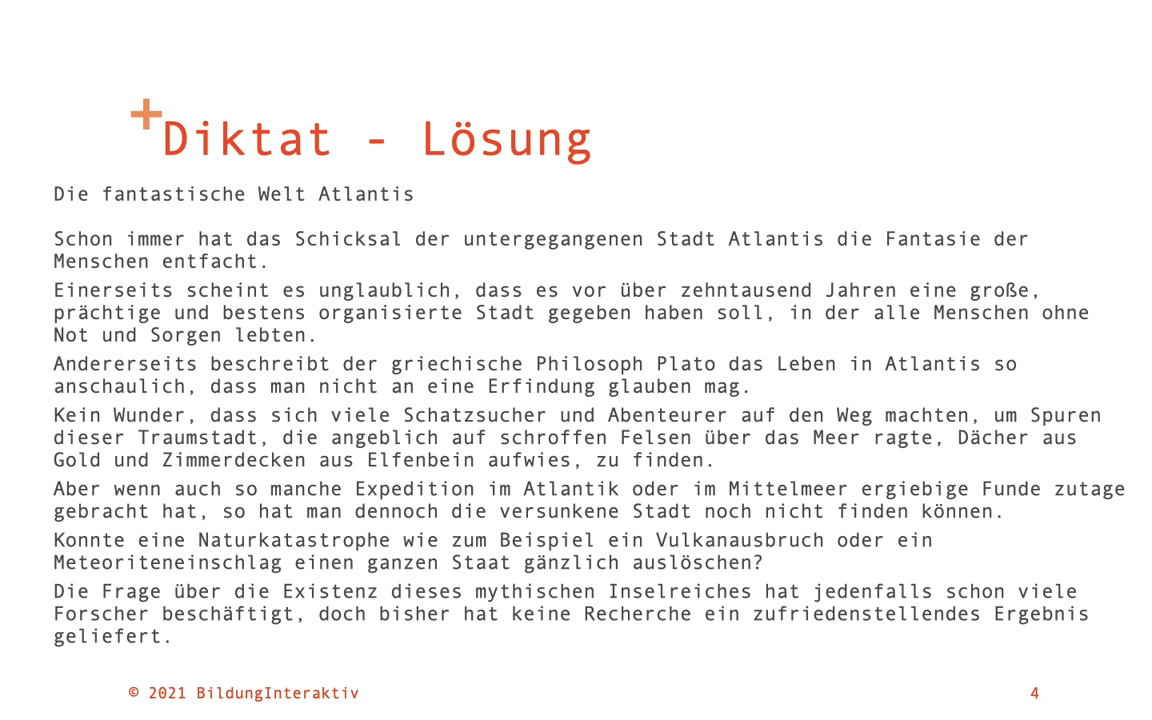 +Diktat - Lösung
Die fantastische Welt Atlantis
Schon immer hat das Schicksal der untergegangenen Stadt Atlantis die Fantasie der
Menschen entfacht.
Einerseits scheint es unglaublich, dass es vor über zehntausend Jahren eine große,
prächtige und bestens organisierte Stadt gegeben haben soll, in der alle Menschen ohne
Not und Sorgen lebten.
Andererseits beschreibt der griechische Philosoph Plato das Leben in Atlantis so
anschaulich, dass man nicht an eine Erfindung glauben mag.
Kein Wunder, dass sich viele Schatzsucher und Abenteurer auf den Weg machten, um Spuren
dieser Traumstadt, die angeblich auf schroffen Felsen über das Meer ragte, Dächer aus
Gold und Zimmerdecken aus Elfenbein aufwies, zu finden.
Aber wenn auch so manche Expedition im Atlantik oder im Mittelmeer ergiebige Funde zutage
gebracht hat, so hat man dennoch die versunkene Stadt noch nicht finden können.
Konnte eine Naturkatastrophe wie zum Beispiel ein Vulkanausbruch oder ein
Meteoriteneinschlag einen ganzen Staat gänzlich auslöschen?
Die Frage über die Existenz dieses mythischen Inselreiches hat jedenfalls schon viele
Forscher beschäftigt, doch bisher hat keine Recherche ein zufriedenstellendes Ergebnis
geliefert.
© 2021 BildungInteraktiv
4